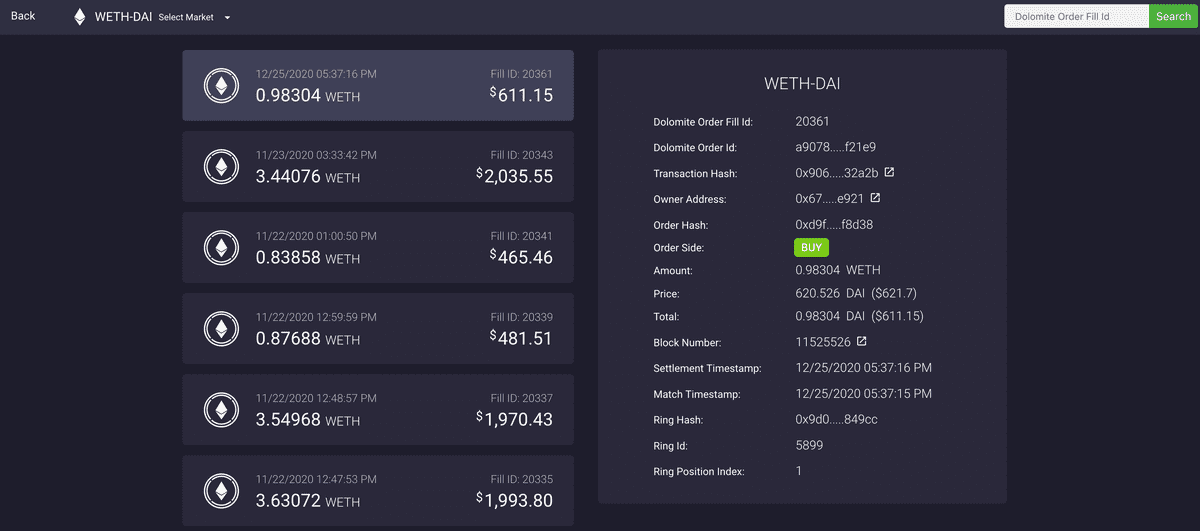 Back
WETH-DAI Select Market
Dolomite Order Fill Id Search
12/25/2020 05:37:16 PM Fill ID: 20361
0.98304 WETH $611.15
11/23/2020 03:33:42 PM Fill ID: 20343
3.44076 WETH $2,035.55
11/22/2020 01:00:50 PM Fill ID: 20341
0.83858 WETH $465.46
11/22/2020 12:59:59 PM Fill ID: 20339
0.87688 WETH $481.51
11/22/2020 12:48:57 PM Fill ID: 20337
3.54968 WETH $1,970.43
11/22/2020 12:47:53 PM Fill ID: 20335
3.63072 WETH $1,993.80
WETH-DAI
Dolomite Order Fill Id: 20361
Dolomite Order Id: a9078.....f21e9
Transaction Hash: 0x906.....32a2b
Owner Address: 0x67.....e921
Order Hash: 0xd9f.....f8d38
Order Side: BUY
Amount: 0.98304 WETH
Price: 620.526 DAI ($621.7)
Total: 0.98304 DAI ($611.15)
Block Number: 11525526
Settlement Timestamp: 12/25/2020 05:37:16 PM
Match Timestamp: 12/25/2020 05:37:15 PM
Ring Hash: 0x9d0.....849cc
Ring Id: 5899
Ring Position Index: 1